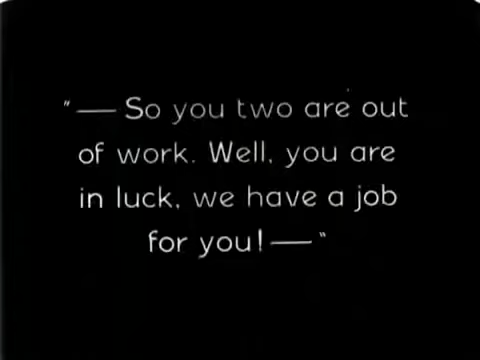 "— So you two are out
of work. Well, you are
in luck, we have a job
for you! —"